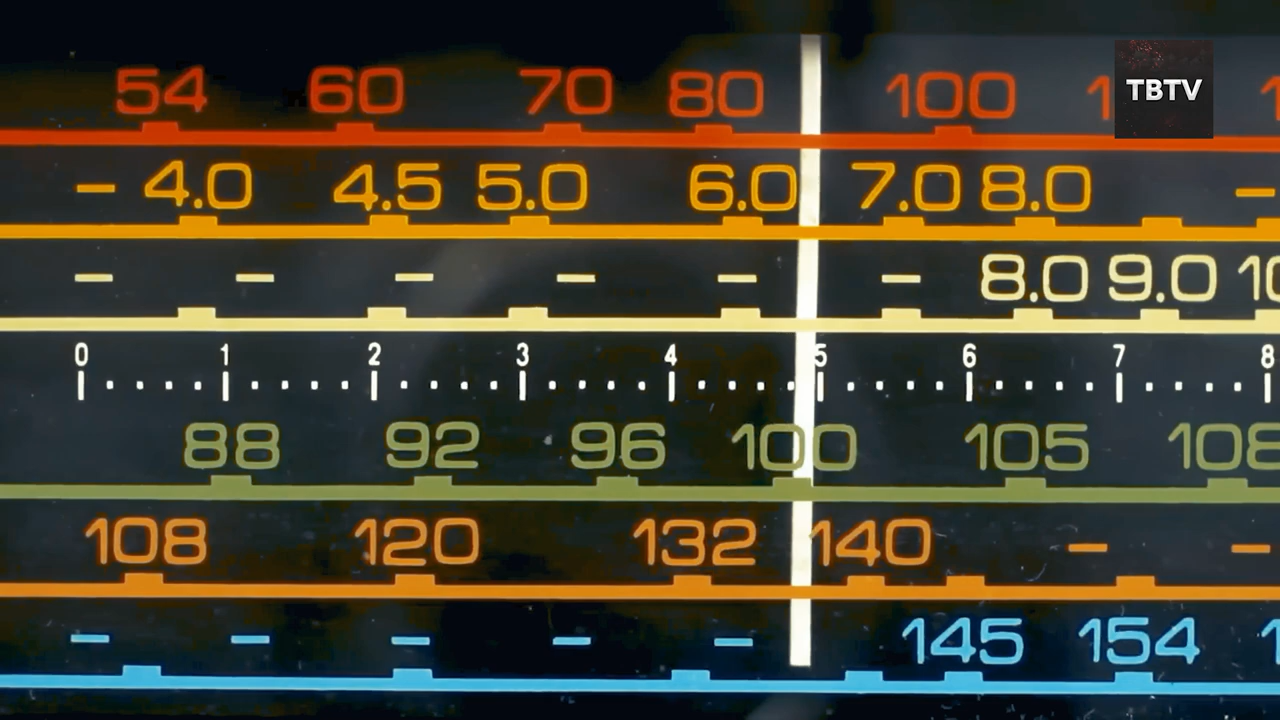 TBTV
54 60 70 80 100
- 4.0 4.5 5.0 6.0 7.0 8.0 -
- - - - - - 8.0 9.0
0 1 2 3 4 5 6 7 8
88 92 96 100 105 108
108 120 132 140 - -
- - - - - 145 154